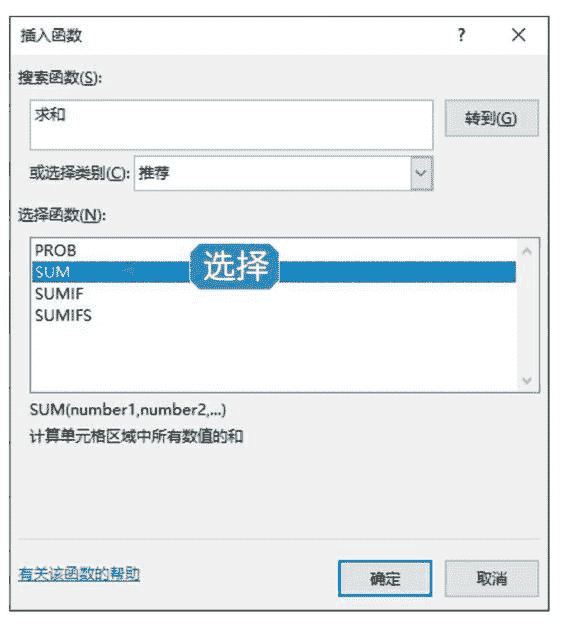 插入函数
?
搜索函数(S):
求和
转到(G)
或选择类别(C): 推荐
选择函数(N):
PROB
SUM 选择
SUMIF
SUMIFS
SUM(number1,number2,...)
计算单元格区域中所有数值的和
有关该函数的帮助
确定 取消